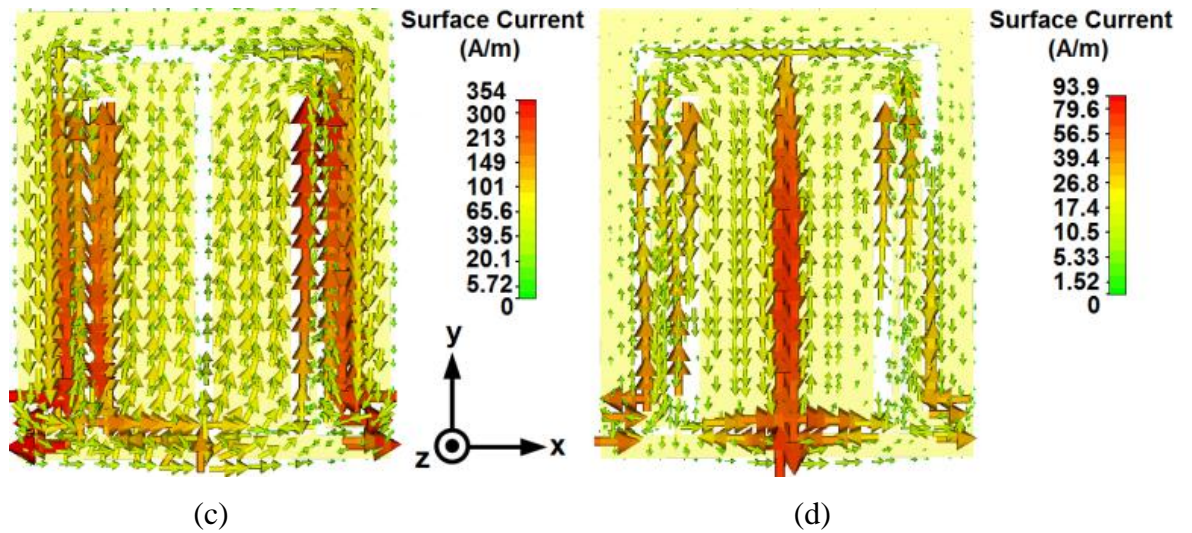 Surface Current
(A/m)
354
300
213
149
101
65.6
39.5
20.1
5.72
0
y
z
x
Surface Current
(A/m)
93.9
79.6
56.5
39.4
26.8
17.4
10.5
5.33
1.52
0
(c)
(d)